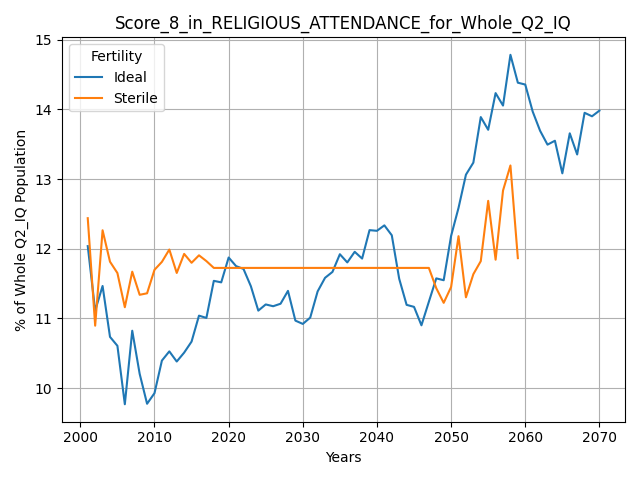 Score_8_in_RELIGIOUS_ATTENDANCE_for_Whole_Q2_IQ
Fertility
Ideal
Sterile
% of Whole Q2_IQ Population
15
14
13
12
11
10
2000 2010 2020 2030 2040 2050 2060 2070
Years